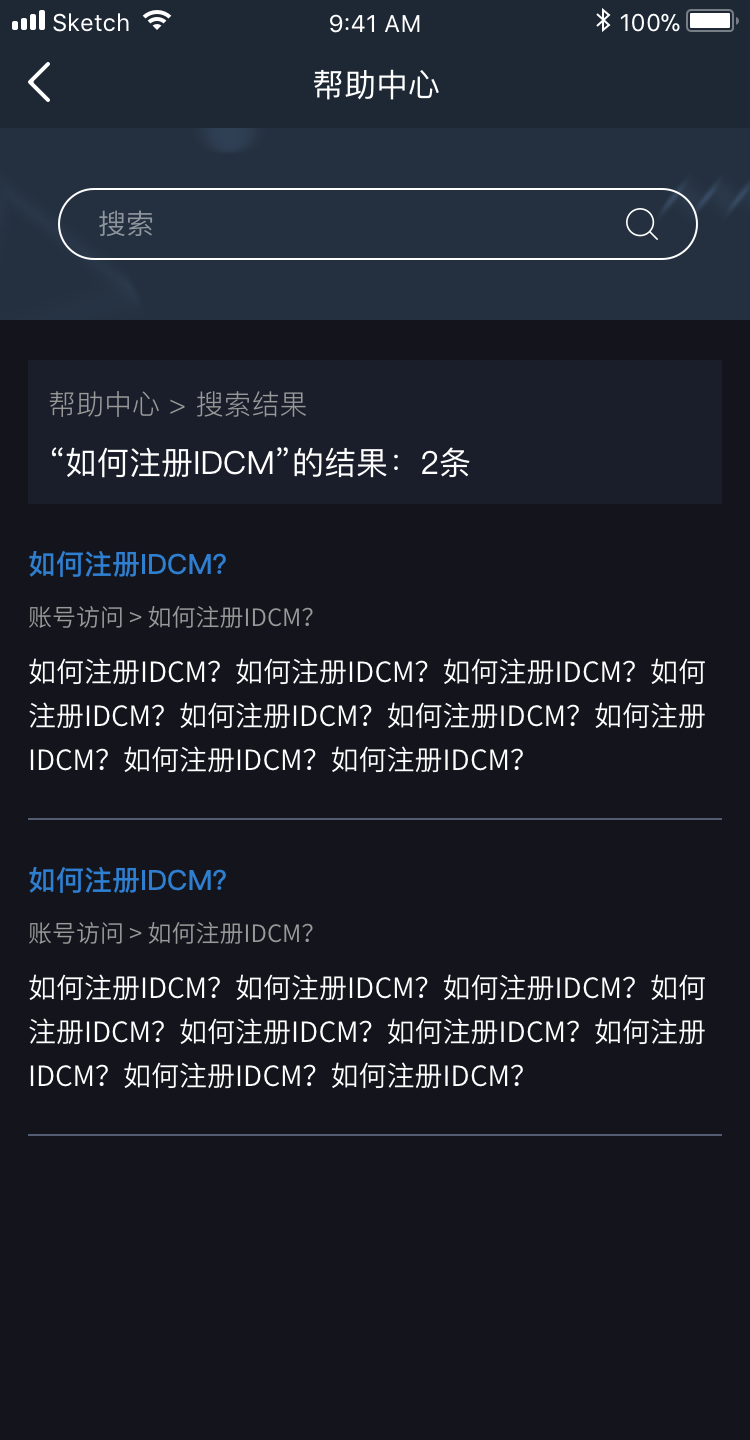 Sketch 9:41 AM 100%
帮助中心
搜索
帮助中心 > 搜索结果
“如何注册IDCM”的结果：2条
如何注册IDCM?
账号访问 > 如何注册IDCM？
如何注册IDCM？如何注册IDCM？如何注册IDCM？如何
注册IDCM？如何注册IDCM？如何注册IDCM？如何注册
IDCM？如何注册IDCM？如何注册IDCM？
如何注册IDCM?
账号访问 > 如何注册IDCM？
如何注册IDCM？如何注册IDCM？如何注册IDCM？如何
注册IDCM？如何注册IDCM？如何注册IDCM？如何注册
IDCM？如何注册IDCM？如何注册IDCM？